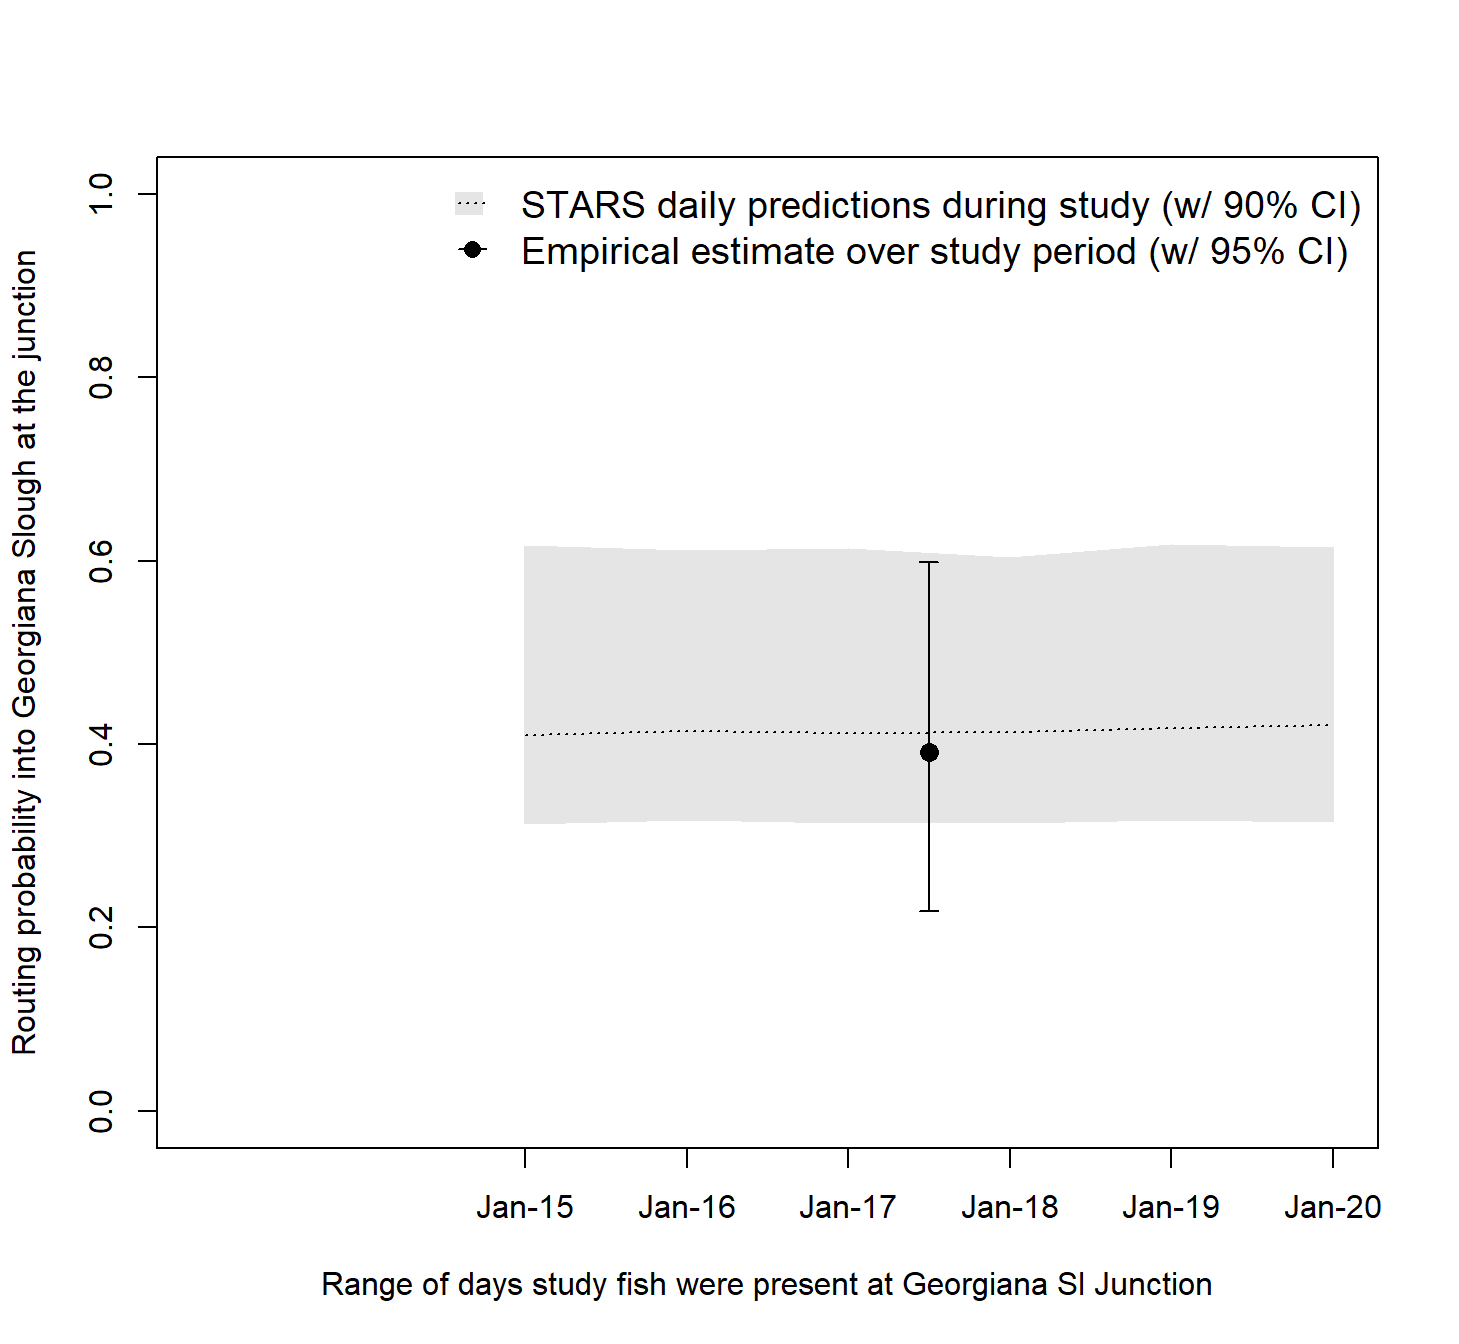 STARS daily predictions during study (w/ 90% CI)
Empirical estimate over study period (w/ 95% CI)
Routing probability into Georgiana Slough at the junction
1.0
0.8
0.6
0.4
0.2
0.0
Jan-15 Jan-16 Jan-17 Jan-18 Jan-19 Jan-20
Range of days study fish were present at Georgiana Sl Junction